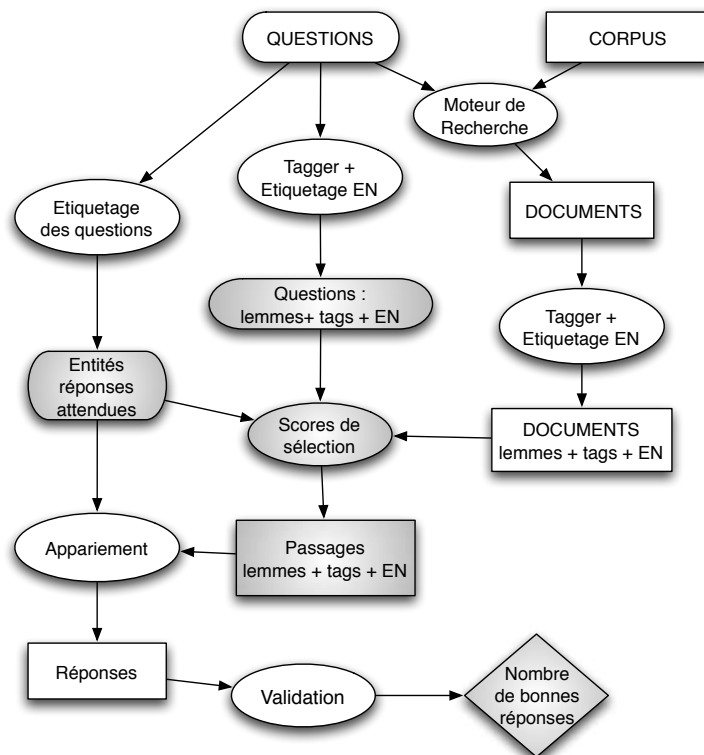 QUESTIONS
CORPUS
Moteur de
Recherche
Tagger +
Etiquetage EN
Etiquetage
des questions
DOCUMENTS
Questions :
lemmes+ tags + EN
Tagger +
Etiquetage EN
Entités
réponses
attendues
Scores de
sélection
DOCUMENTS
lemmes + tags + EN
Appariement
Passages
lemmes + tags + EN
Réponses
Validation
Nombre
de bonnes
réponses